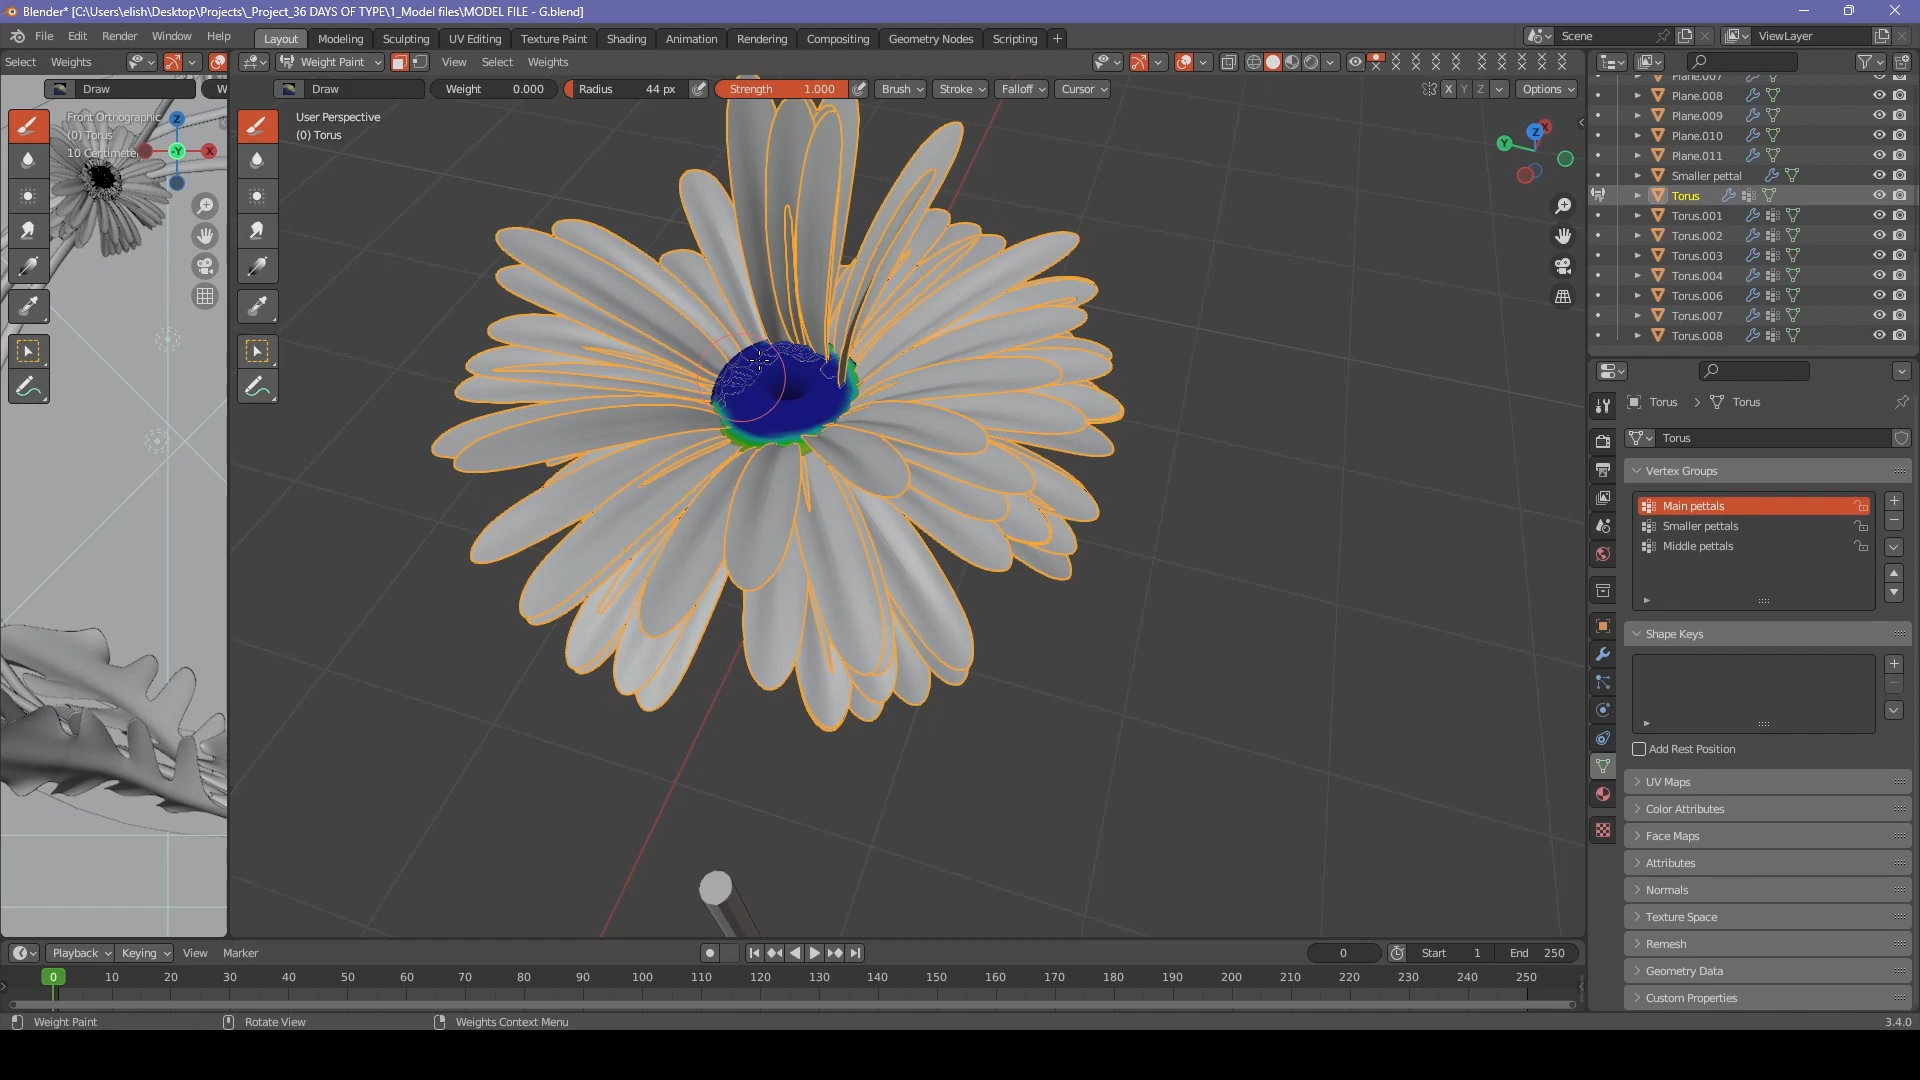 Blender* [C:\Users\elish\Desktop\Projects\_Project_36 DAYS OF TYPE\1_Model files\MODEL FILE - G.blend]
File Edit Render Window Help Layout Modeling Sculpting UV Editing Texture Paint Shading Animation Rendering Compositing Geometry Nodes Scripting + Scene ViewLayer
Select Weights Weight Paint View Select Weights
Draw W Draw Weight 0.000 Radius 44 px Strength 1.000 Brush Stroke Falloff Cursor X Y Z Options
Front Orthographic
(0) Torus
10 Centimete
Z
-Y
X
User Perspective
(0) Torus
Z
X
Y
Plane.007
Plane.008
Plane.009
Plane.010
Plane.011
Smaller pettal
Torus
Torus.001
Torus.002
Torus.003
Torus.004
Torus.006
Torus.007
Torus.008
Torus > Torus
Torus
Vertex Groups
Main pettals
Smaller pettals
Middle pettals
Shape Keys
Add Rest Position
UV Maps
Color Attributes
Face Maps
Attributes
Normals
Texture Space
Remesh
Geometry Data
Custom Properties
Playback Keying View Marker 0 Start 1 End 250
0 10 20 30 40 50 60 70 80 90 100 110 120 130 140 150 160 170 180 190 200 210 220 230 240 250
Weight Paint Rotate View Weights Context Menu 3.4.0